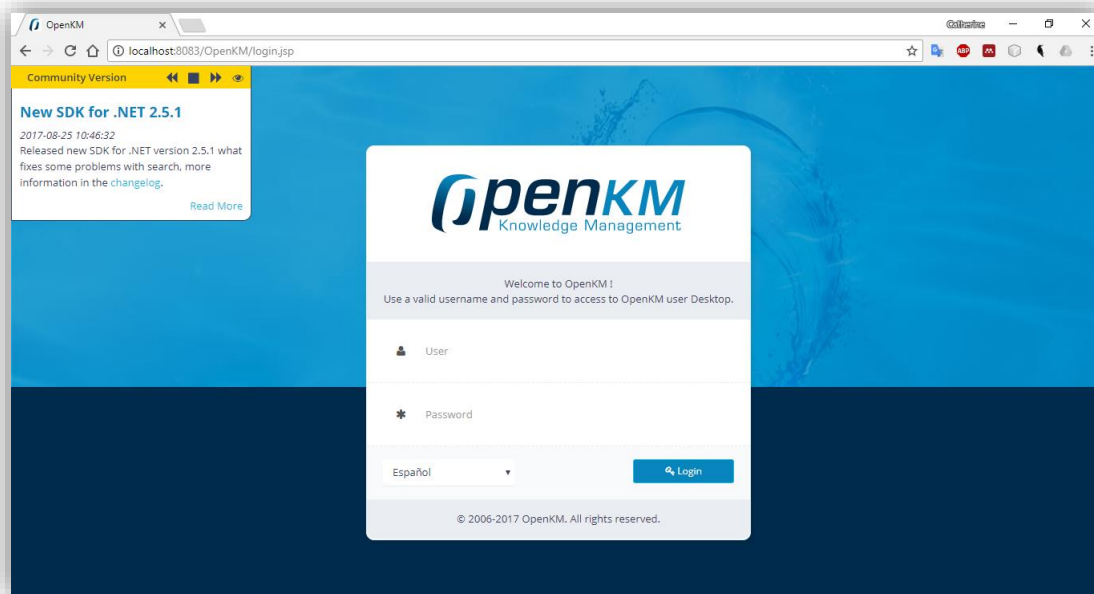 OpenKM
Catherine
localhost:8083/OpenKM/login.jsp
ABP
Community Version
New SDK for .NET 2.5.1
2017-08-25 10:46:32
Released new SDK for .NET version 2.5.1 what
fixes some problems with search, more
information in the changelog.
Read More
OpenKM
Knowledge Management
Welcome to OpenKM !
Use a valid username and password to access to OpenKM user Desktop.
User
Password
Español
Login
© 2006-2017 OpenKM. All rights reserved.